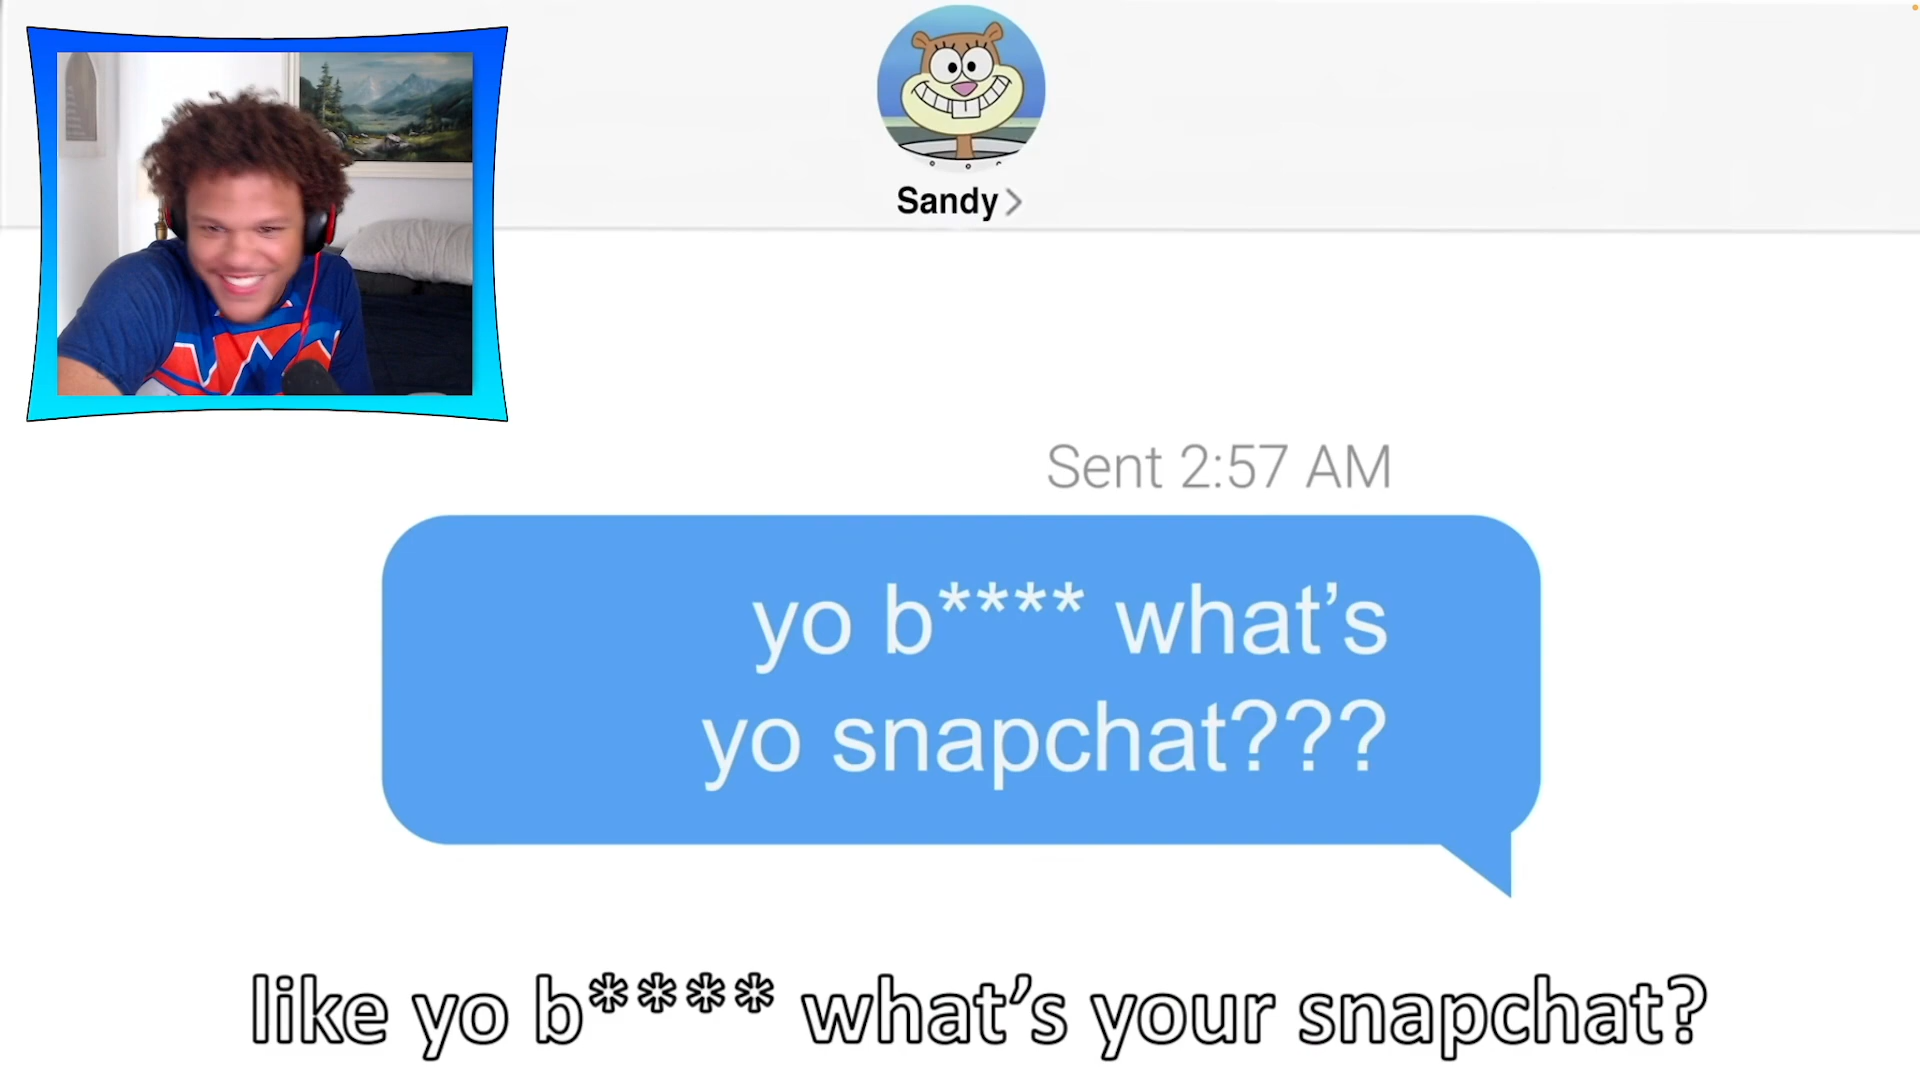 Sandy
Sent 2:57 AM
yo b**** what's
yo snapchat???
like yo b**** what's your snapchat?